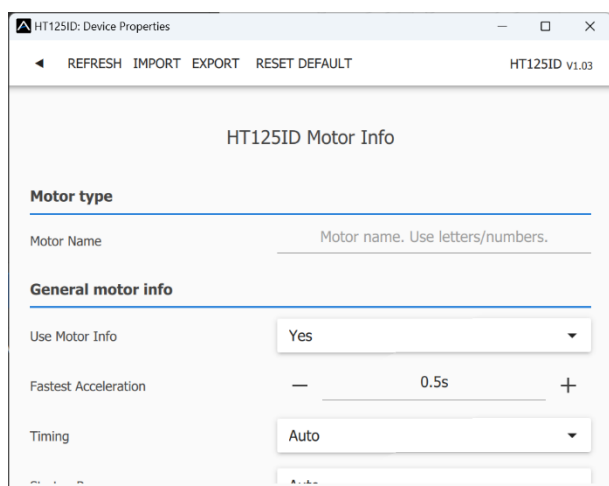 HT125ID: Device Properties
REFRESH IMPORT EXPORT RESET DEFAULT HT125ID V1.03
HT125ID Motor Info
Motor type
Motor Name Motor name. Use letters/numbers.
General motor info
Use Motor Info Yes
Fastest Acceleration — 0.5s +
Timing Auto